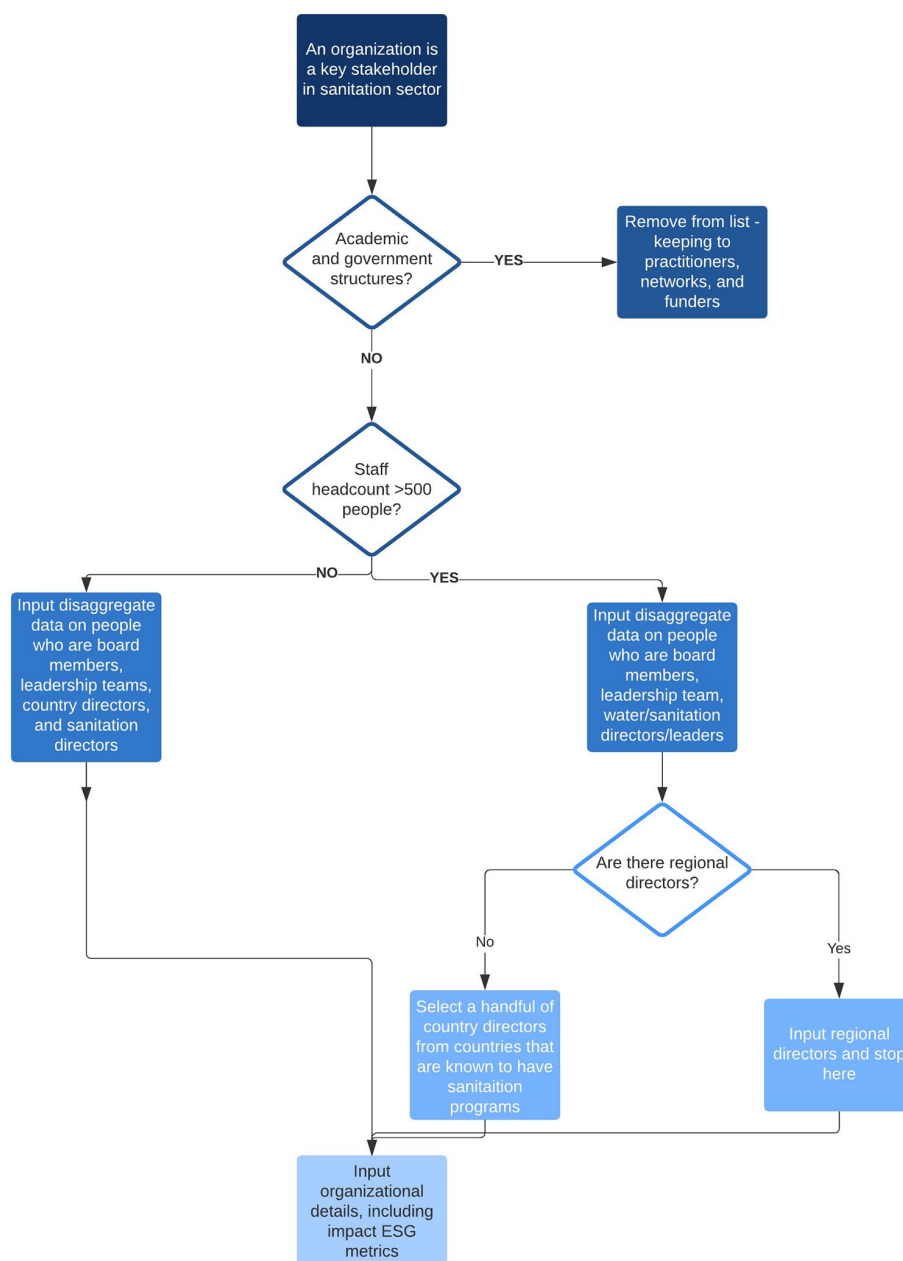 An organization is
a key stakeholder
in sanitation sector
Academic
and government
structures?
YES
Remove from list -
keeping to
practitioners,
networks, and
funders
NO
Staff
headcount >500
people?
NO
YES
Input disaggregate
data on people
who are board
members,
leadership teams,
country directors,
and sanitation
directors
Input disaggregate
data on people
who are board
members,
leadership team,
water/sanitation
directors/leaders
Are there regional
directors?
No
Yes
Select a handful of
country directors
from countries that
are known to have
sanitaition
programs
Input regional
directors and stop
here
Input
organizational
details, including
impact ESG
metrics